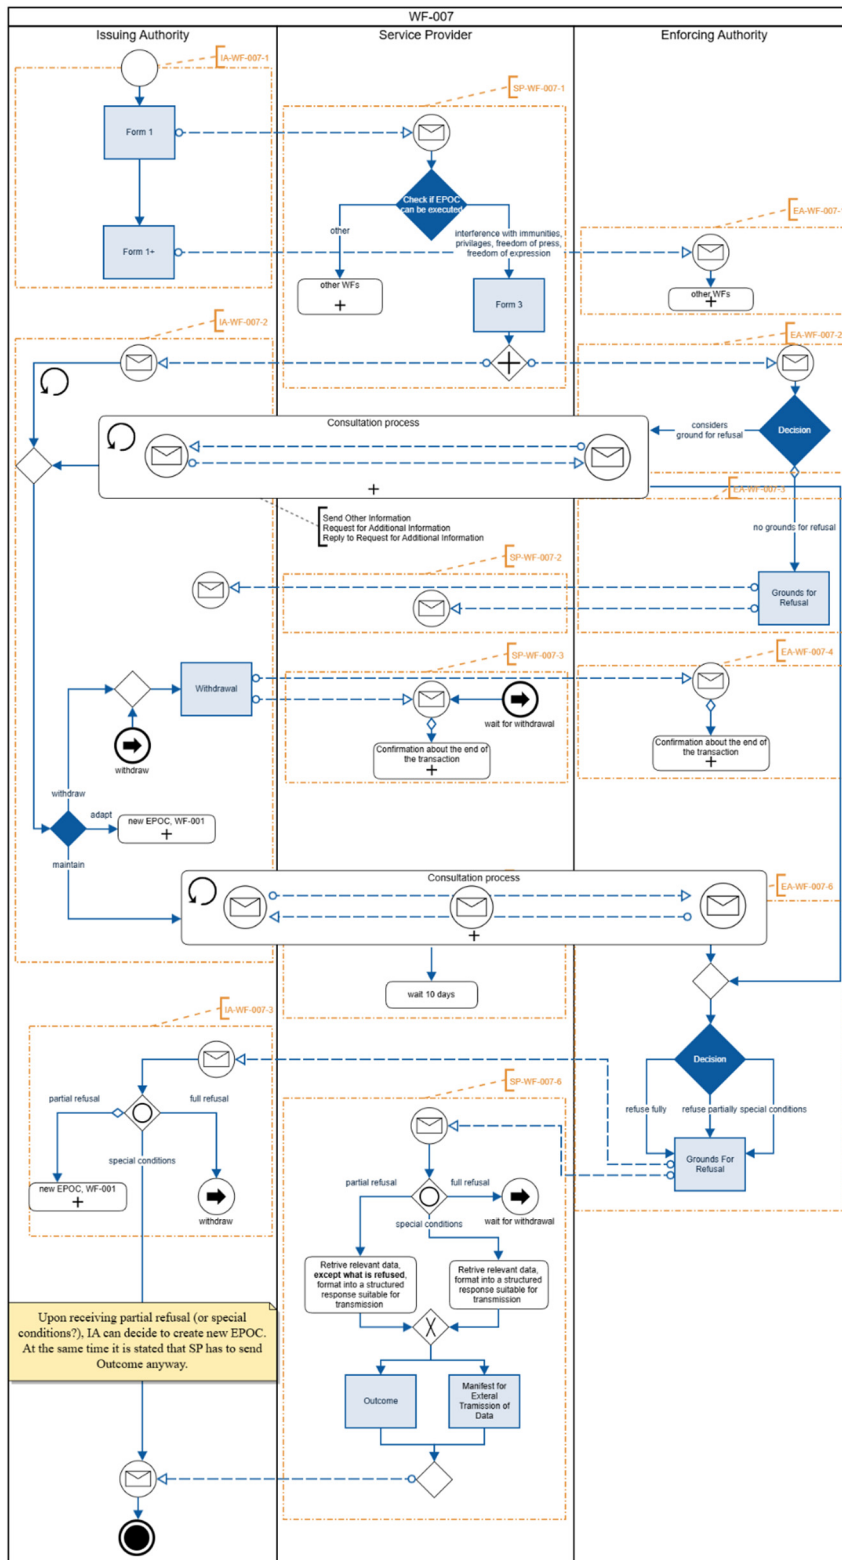 WF-007
Issuing Authority
Service Provider
Enforcing Authority
IA-WF-007-1
SP-WF-007-1
Form 1
Check if EPOC
can be executed
other
interference with immunities,
privilages, freedom of press,
freedom of expression
EA-WF-007-
Form 1+
other WFs
+
Form 3
other WFs
+
IA-WF-007-2
EA-WF-007-2
Consultation process
+
considers
ground for refusal
Decision
EA-WF-007-3
Send Other Information
Request for Additional Information
Reply to Request for Additional Information
no grounds for refusal
SP-WF-007-2
Grounds for
Refusal
SP-WF-007-3
EA-WF-007-4
Withdrawal
wait for withdrawal
withdraw
Confirmation about the end of
the transaction
+
Confirmation about the end of
the transaction
+
withdraw
adapt
new EPOC, WF-001
+
maintain
Consultation process
+
EA-WF-007-6
wait 10 days
IA-WF-007-3
Decision
SP-WF-007-6
partial refusal
full refusal
refuse fully
refuse partially
special conditions
special conditions
Grounds For
Refusal
new EPOC, WF-001
+
withdraw
partial refusal
full refusal
special conditions
wait for withdrawal
Retrive relevant data,
except what is refused,
format into a structured
response suitable for
transmission
Retrive relevant data,
format into a structured
response suitable for
transmission
Upon receiving partial refusal (or special
conditions?), IA can decide to create new EPOC.
At the same time it is stated that SP has to send
Outcome anyway.
Outcome
Manifest for
Exteral
Tramission of
Data